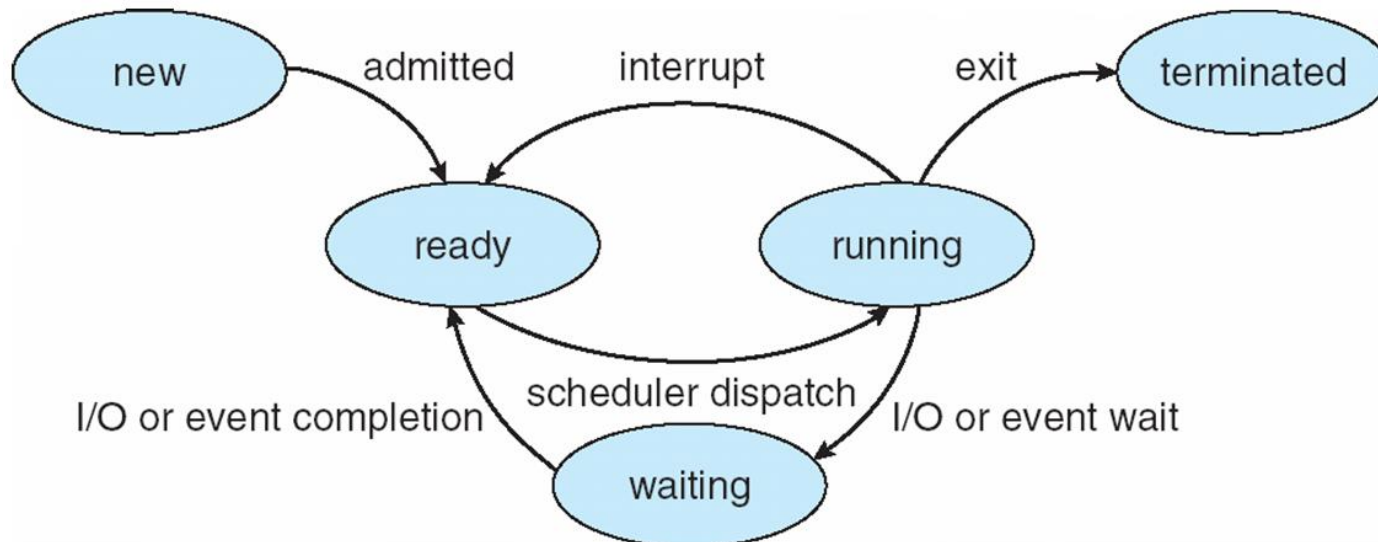 new
admitted
interrupt
exit
terminated
ready
running
scheduler dispatch
I/O or event completion
I/O or event wait
waiting